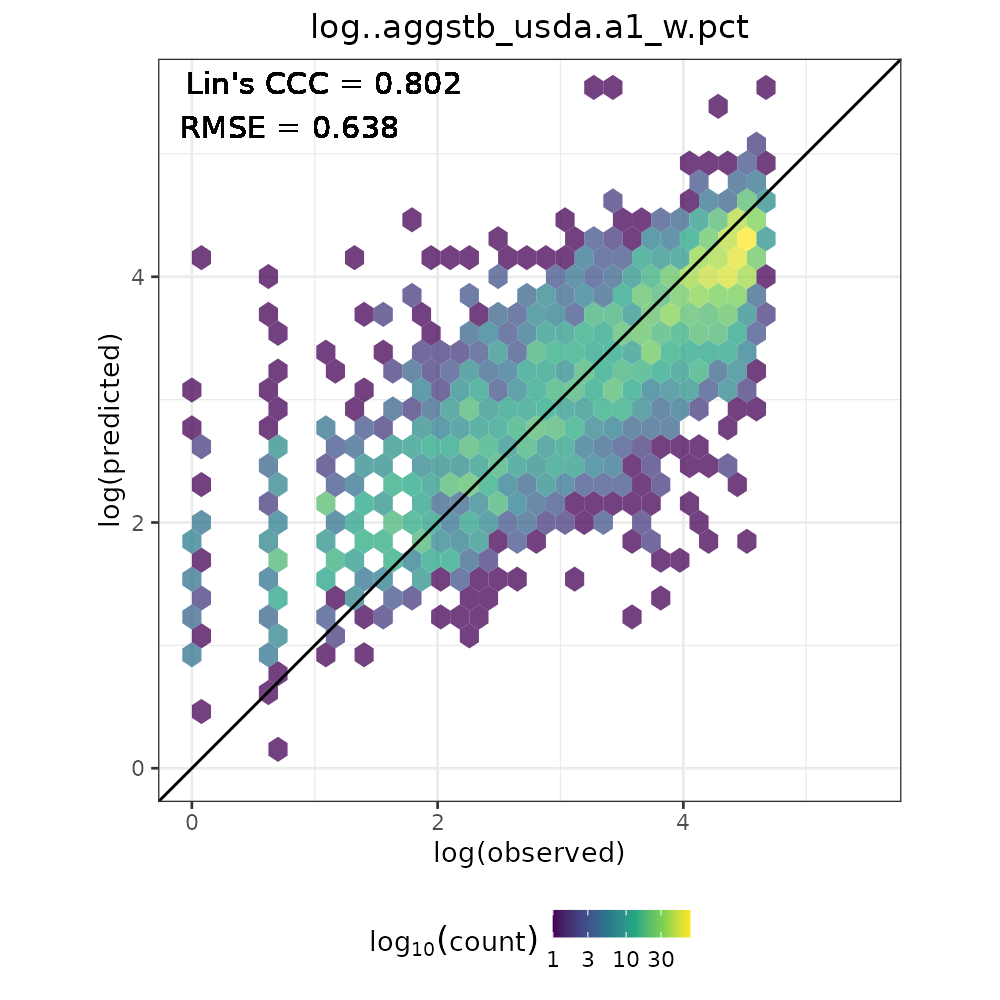 log..aggstb_usda.a1_w.pct
Lin's CCC = 0.802
RMSE = 0.638
log(predicted)
4
2
0
0 2 4
log(observed)
log₁₀(count)
1 3 10 30